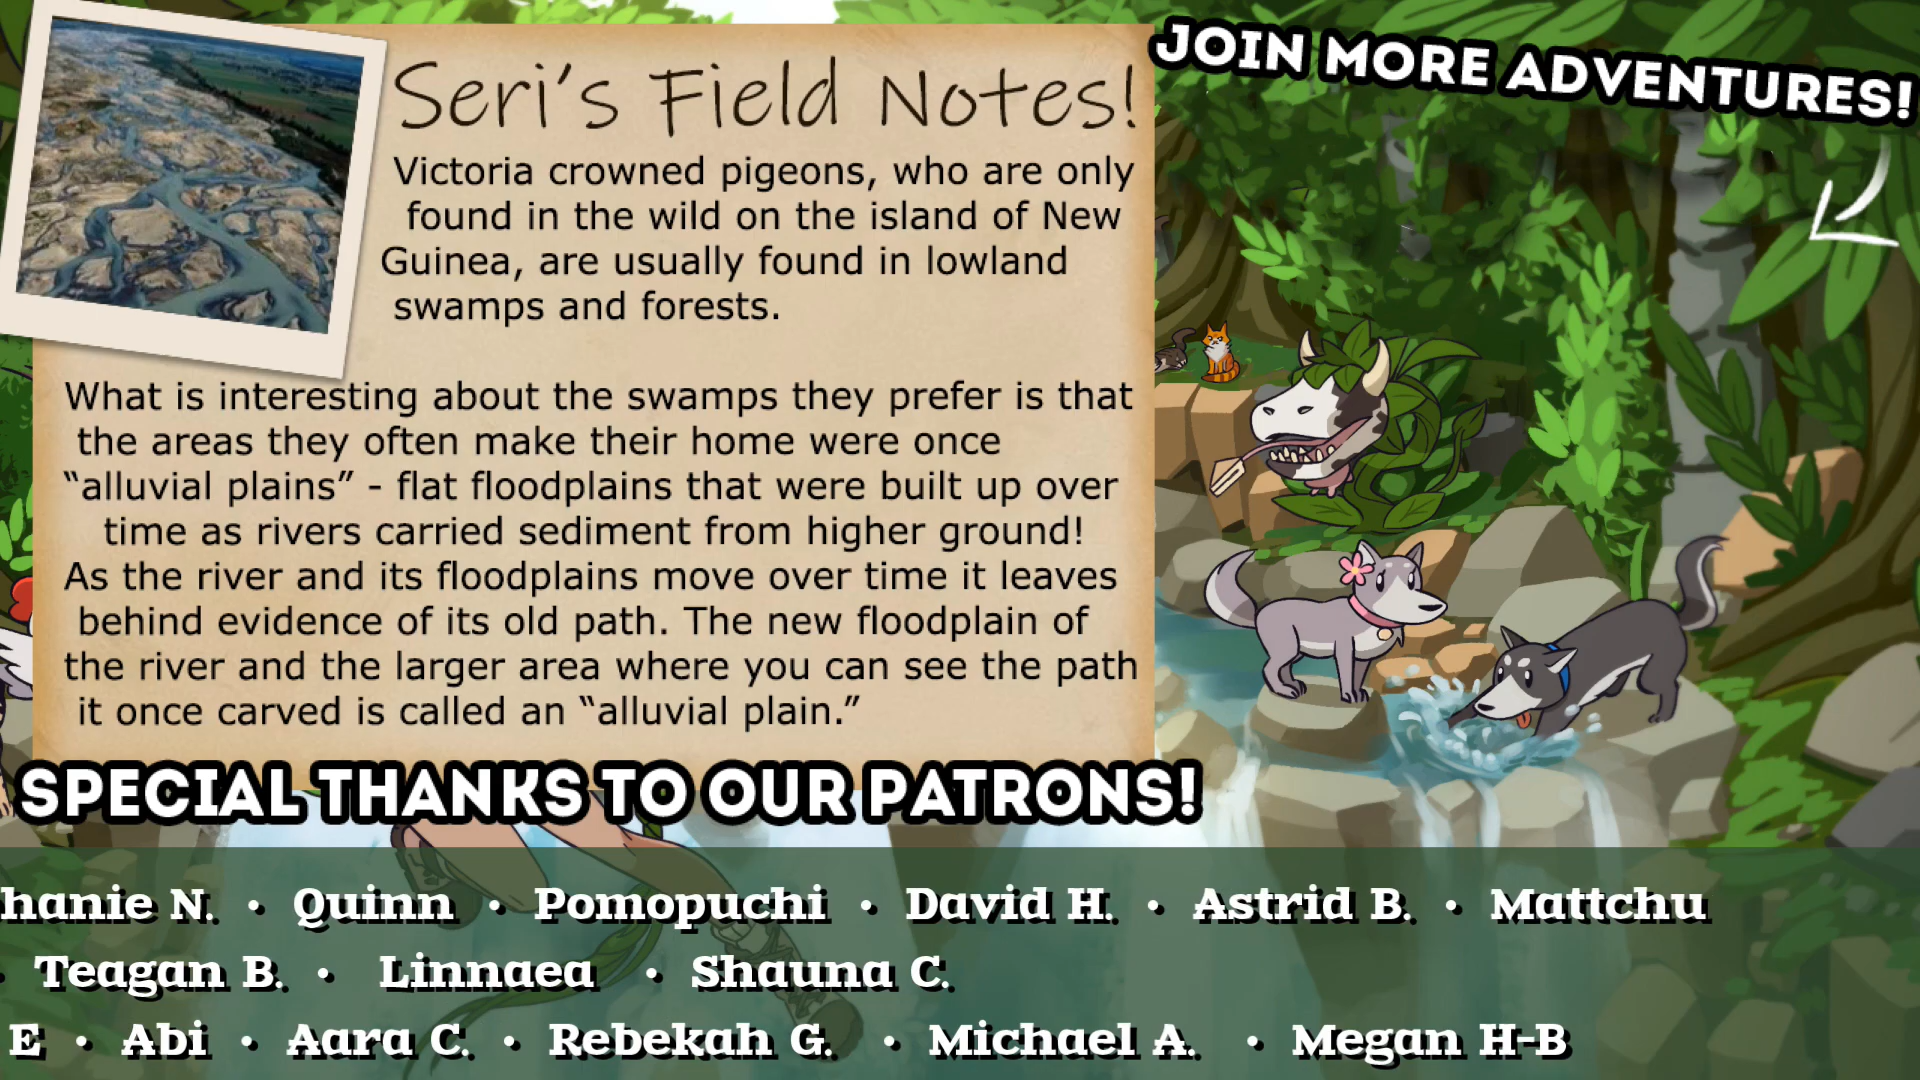 Seri's Field Notes!
JOIN MORE ADVENTURES!
Victoria crowned pigeons, who are only
found in the wild on the island of New
Guinea, are usually found in lowland
swamps and forests.
What is interesting about the swamps they prefer is that
the areas they often make their home were once
“alluvial plains” - flat floodplains that were built up over
time as rivers carried sediment from higher ground!
As the river and its floodplains move over time it leaves
behind evidence of its old path. The new floodplain of
the river and the larger area where you can see the path
it once carved is called an “alluvial plain.”
SPECIAL THANKS TO OUR PATRONS!
hanie N. • Quinn • Pomopuchi • David H. • Astrid B. • Mattchu
• Teagan B. • Linnaea • Shauna C.
E • Abi • Aara C. • Rebekah G. • Michael A. • Megan H-B